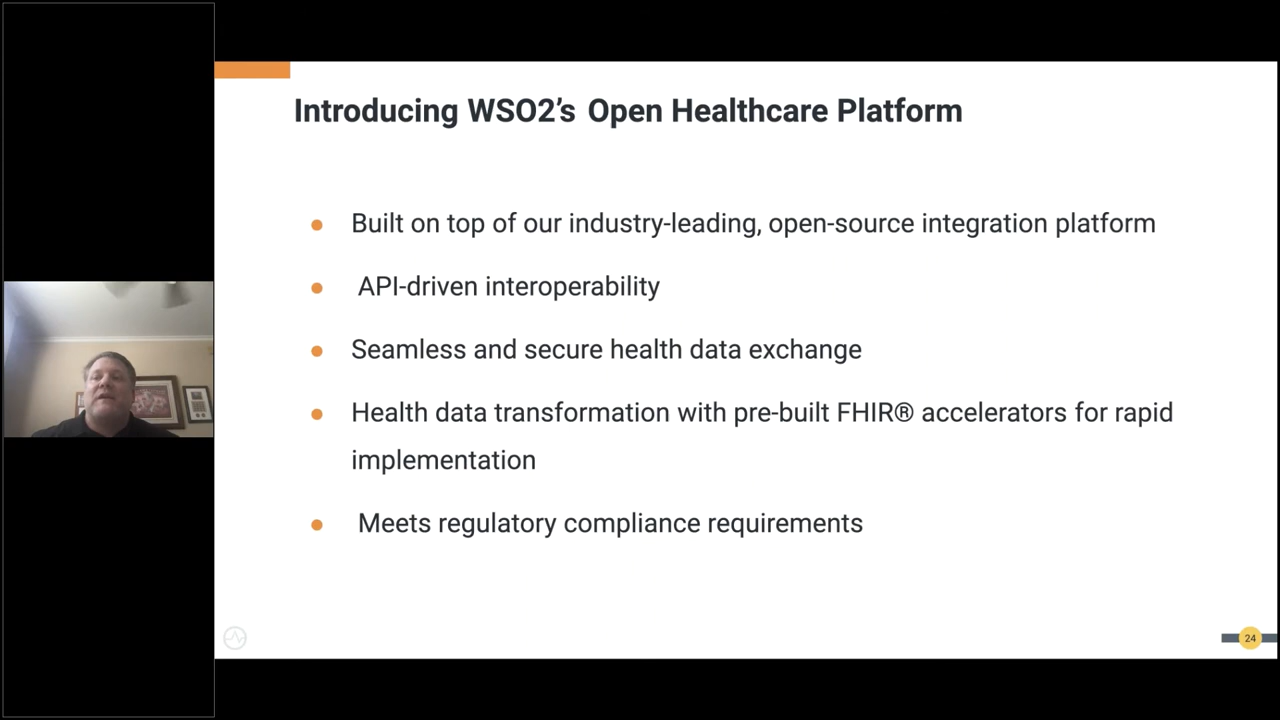 Introducing WSO2’s Open Healthcare Platform
● Built on top of our industry-leading, open-source integration platform
● API-driven interoperability
● Seamless and secure health data exchange
● Health data transformation with pre-built FHIR® accelerators for rapid
implementation
● Meets regulatory compliance requirements
24